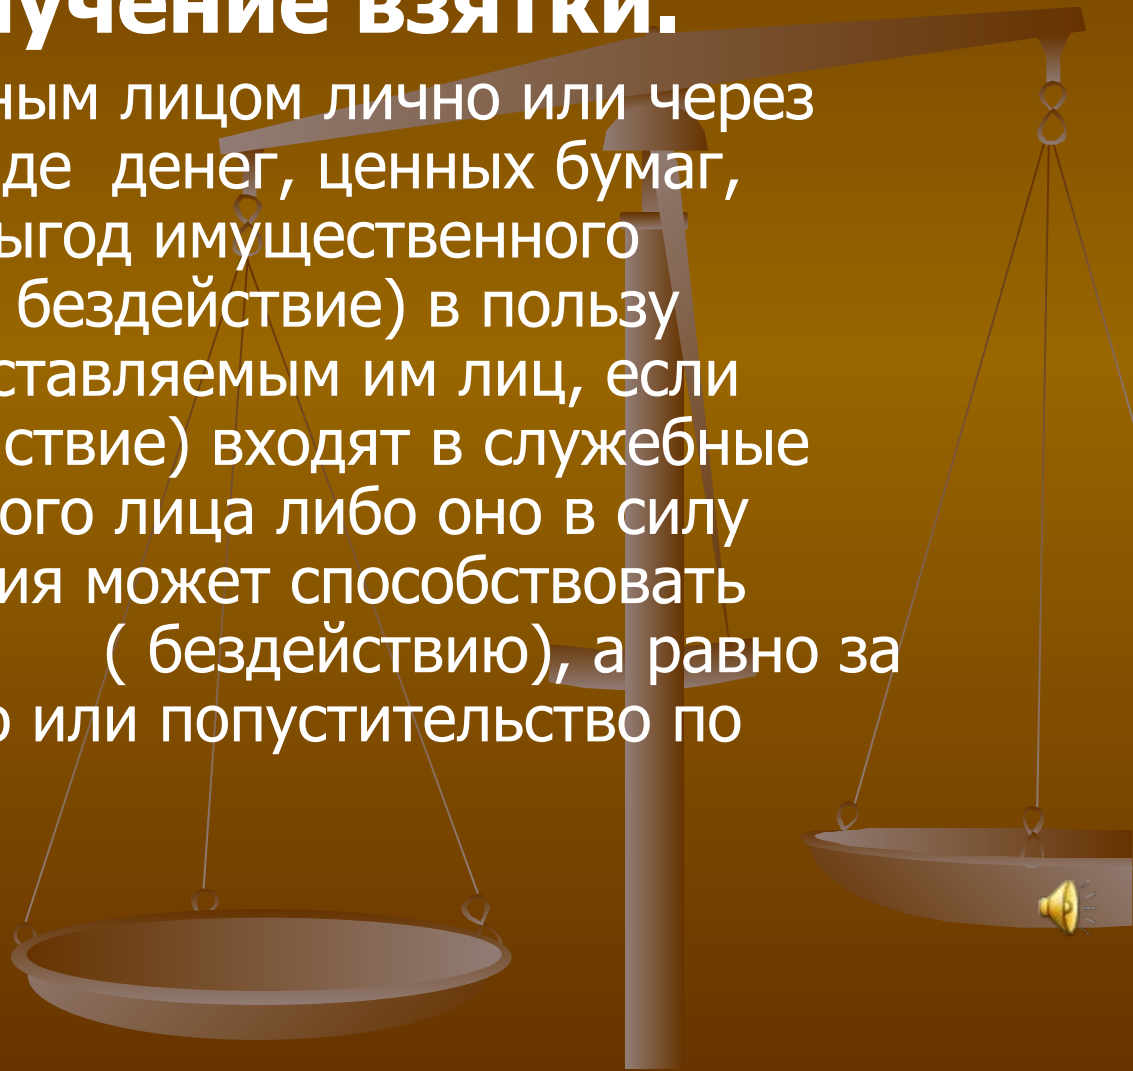 лучение взятки.
ным лицом лично или через
де денег, ценных бумаг,
ыгод имущественного
бездействие) в пользу
ставляемым им лиц, если
ствие) входят в служебные
ого лица либо оно в силу
ия может способствовать
( бездействию), а равно за
о или попустительство по